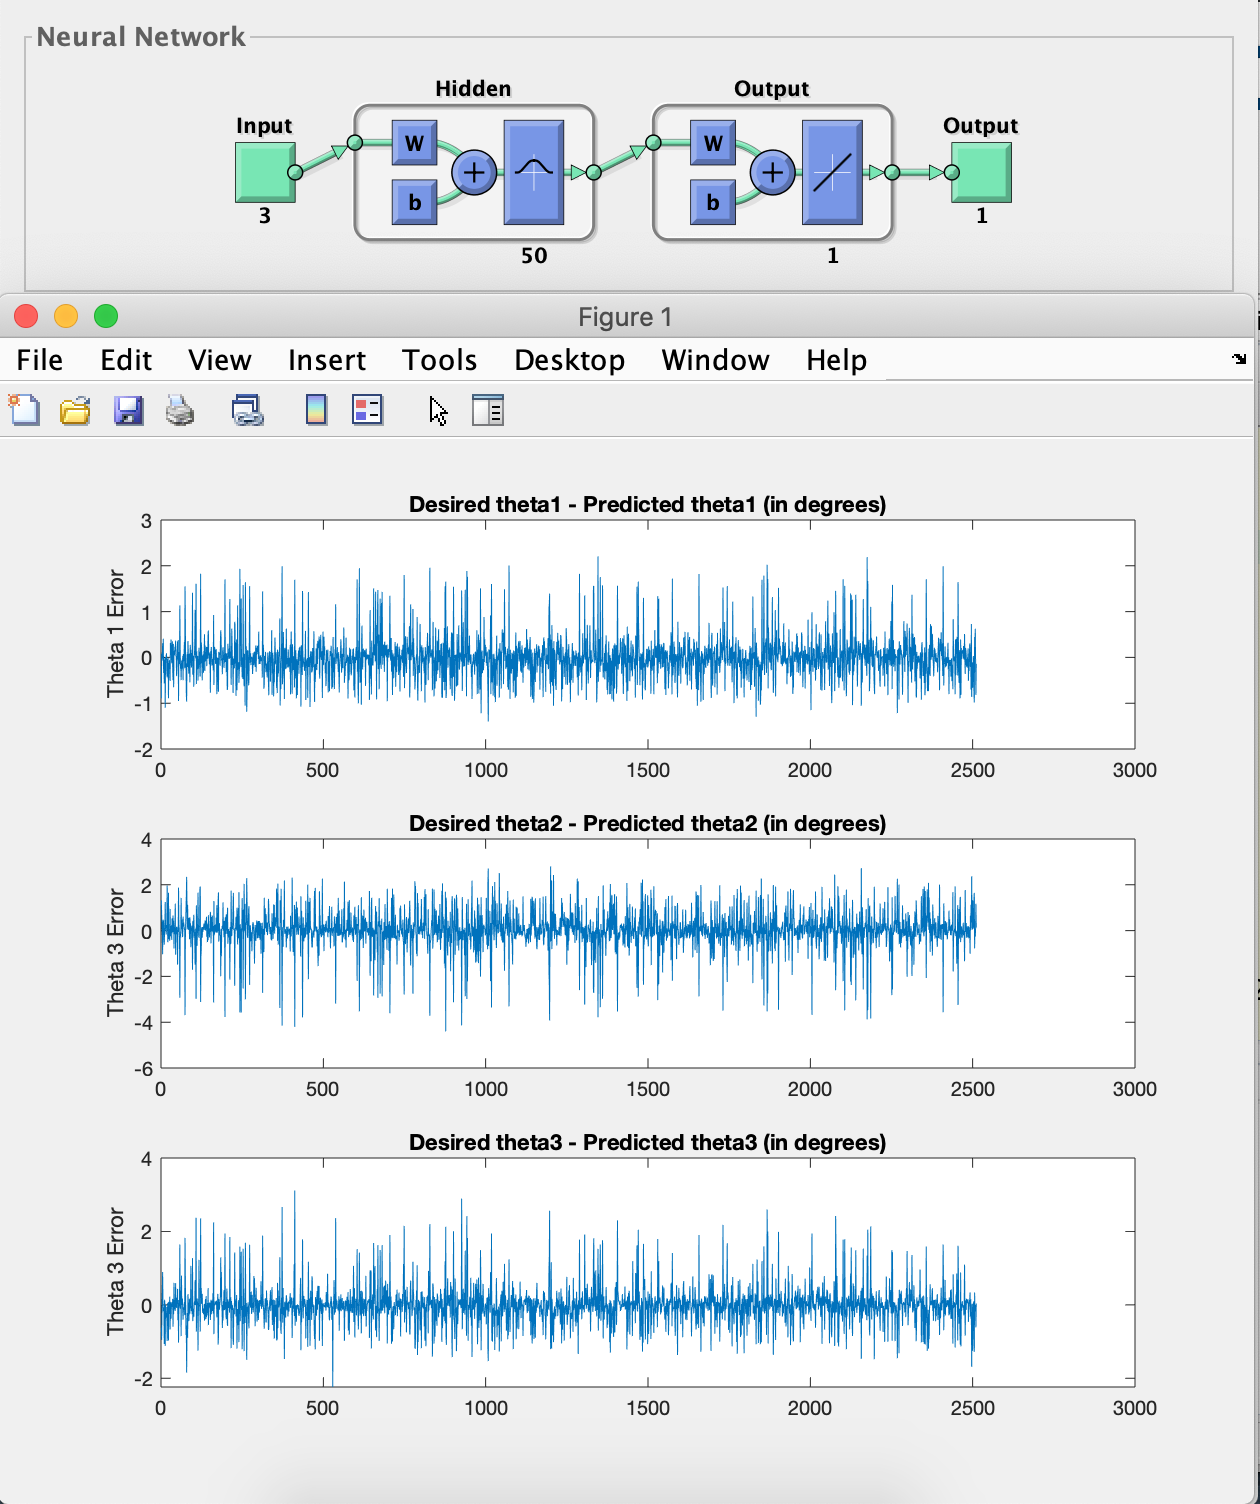 Neural Network
Hidden
Output
Input
Output
W
W
b
b
3
1
50
1
Figure 1
File Edit View Insert Tools Desktop Window Help
Desired theta1 - Predicted theta1 (in degrees)
Theta 1 Error
3
2
1
0
-1
-2
0 500 1000 1500 2000 2500 3000
Desired theta2 - Predicted theta2 (in degrees)
Theta 3 Error
4
2
0
-2
-4
-6
0 500 1000 1500 2000 2500 3000
Desired theta3 - Predicted theta3 (in degrees)
Theta 3 Error
4
2
0
-2
0 500 1000 1500 2000 2500 3000